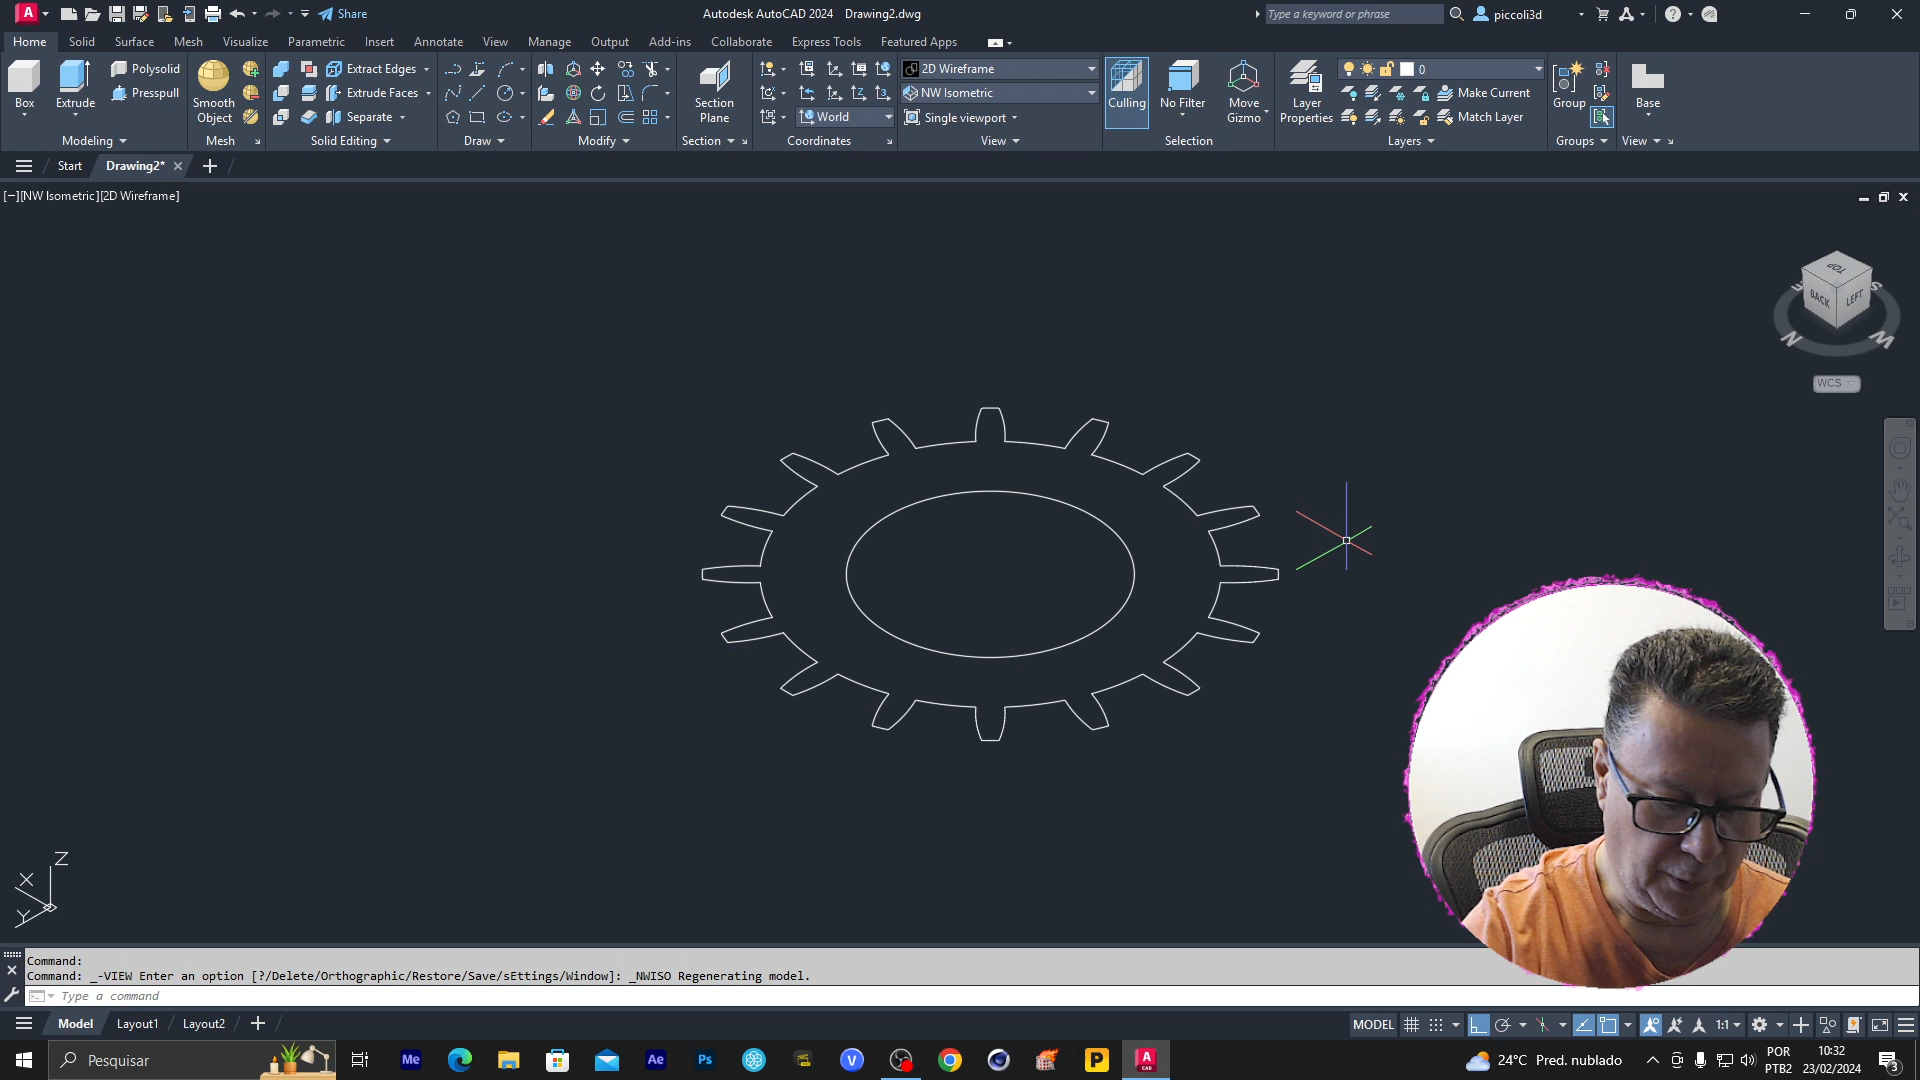 Share
Autodesk AutoCAD 2024 Drawing2.dwg
Type a keyword or phrase
piccoli3d
Home Solid Surface Mesh Visualize Parametric Insert Annotate View Manage Output Add-ins Collaborate Express Tools Featured Apps
Box
Extrude
Polysolid
Presspull
Smooth Object
Extract Edges
Extrude Faces
Separate
Section Plane
World
2D Wireframe
NW Isometric
Single viewport
Culling
No Filter
Move Gizmo
Layer Properties
0
Make Current
Match Layer
Group
Base
Modeling Mesh Solid Editing Draw Modify Section Coordinates View Selection Layers Groups View
Start Drawing2*
[−][NW Isometric][2D Wireframe]
TOP
BACK LEFT
S
N W
WCS
Z
X
Y
Command:
Command: _-VIEW Enter an option [?/Delete/Orthographic/Restore/Save/sEttings/Window]: _NWISO Regenerating model.
Type a command
Model Layout1 Layout2
MODEL 1:1
Pesquisar
Me
Ae
Ps
V
P
A CAD
24°C Pred. nublado
POR
PTB2
10:32
23/02/2024
3